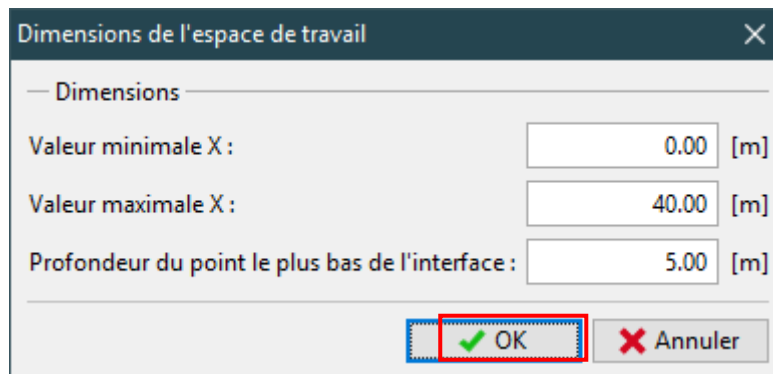 Dimensions de l'espace de travail
Dimensions
Valeur minimale X : 0.00 [m]
Valeur maximale X : 40.00 [m]
Profondeur du point le plus bas de l'interface : 5.00 [m]
OK Annuler